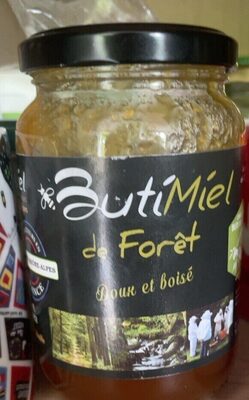 ButiMiel
de Forêt
Doux et boisé